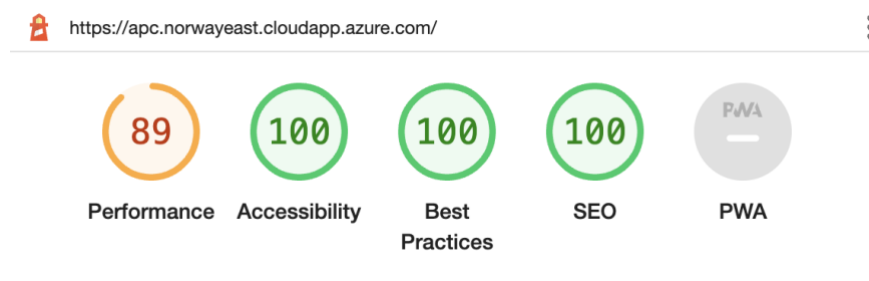 https://apc.norwayeast.cloudapp.azure.com/
89
100
100
100
PWA
Performance
Accessibility
Best
Practices
SEO
PWA